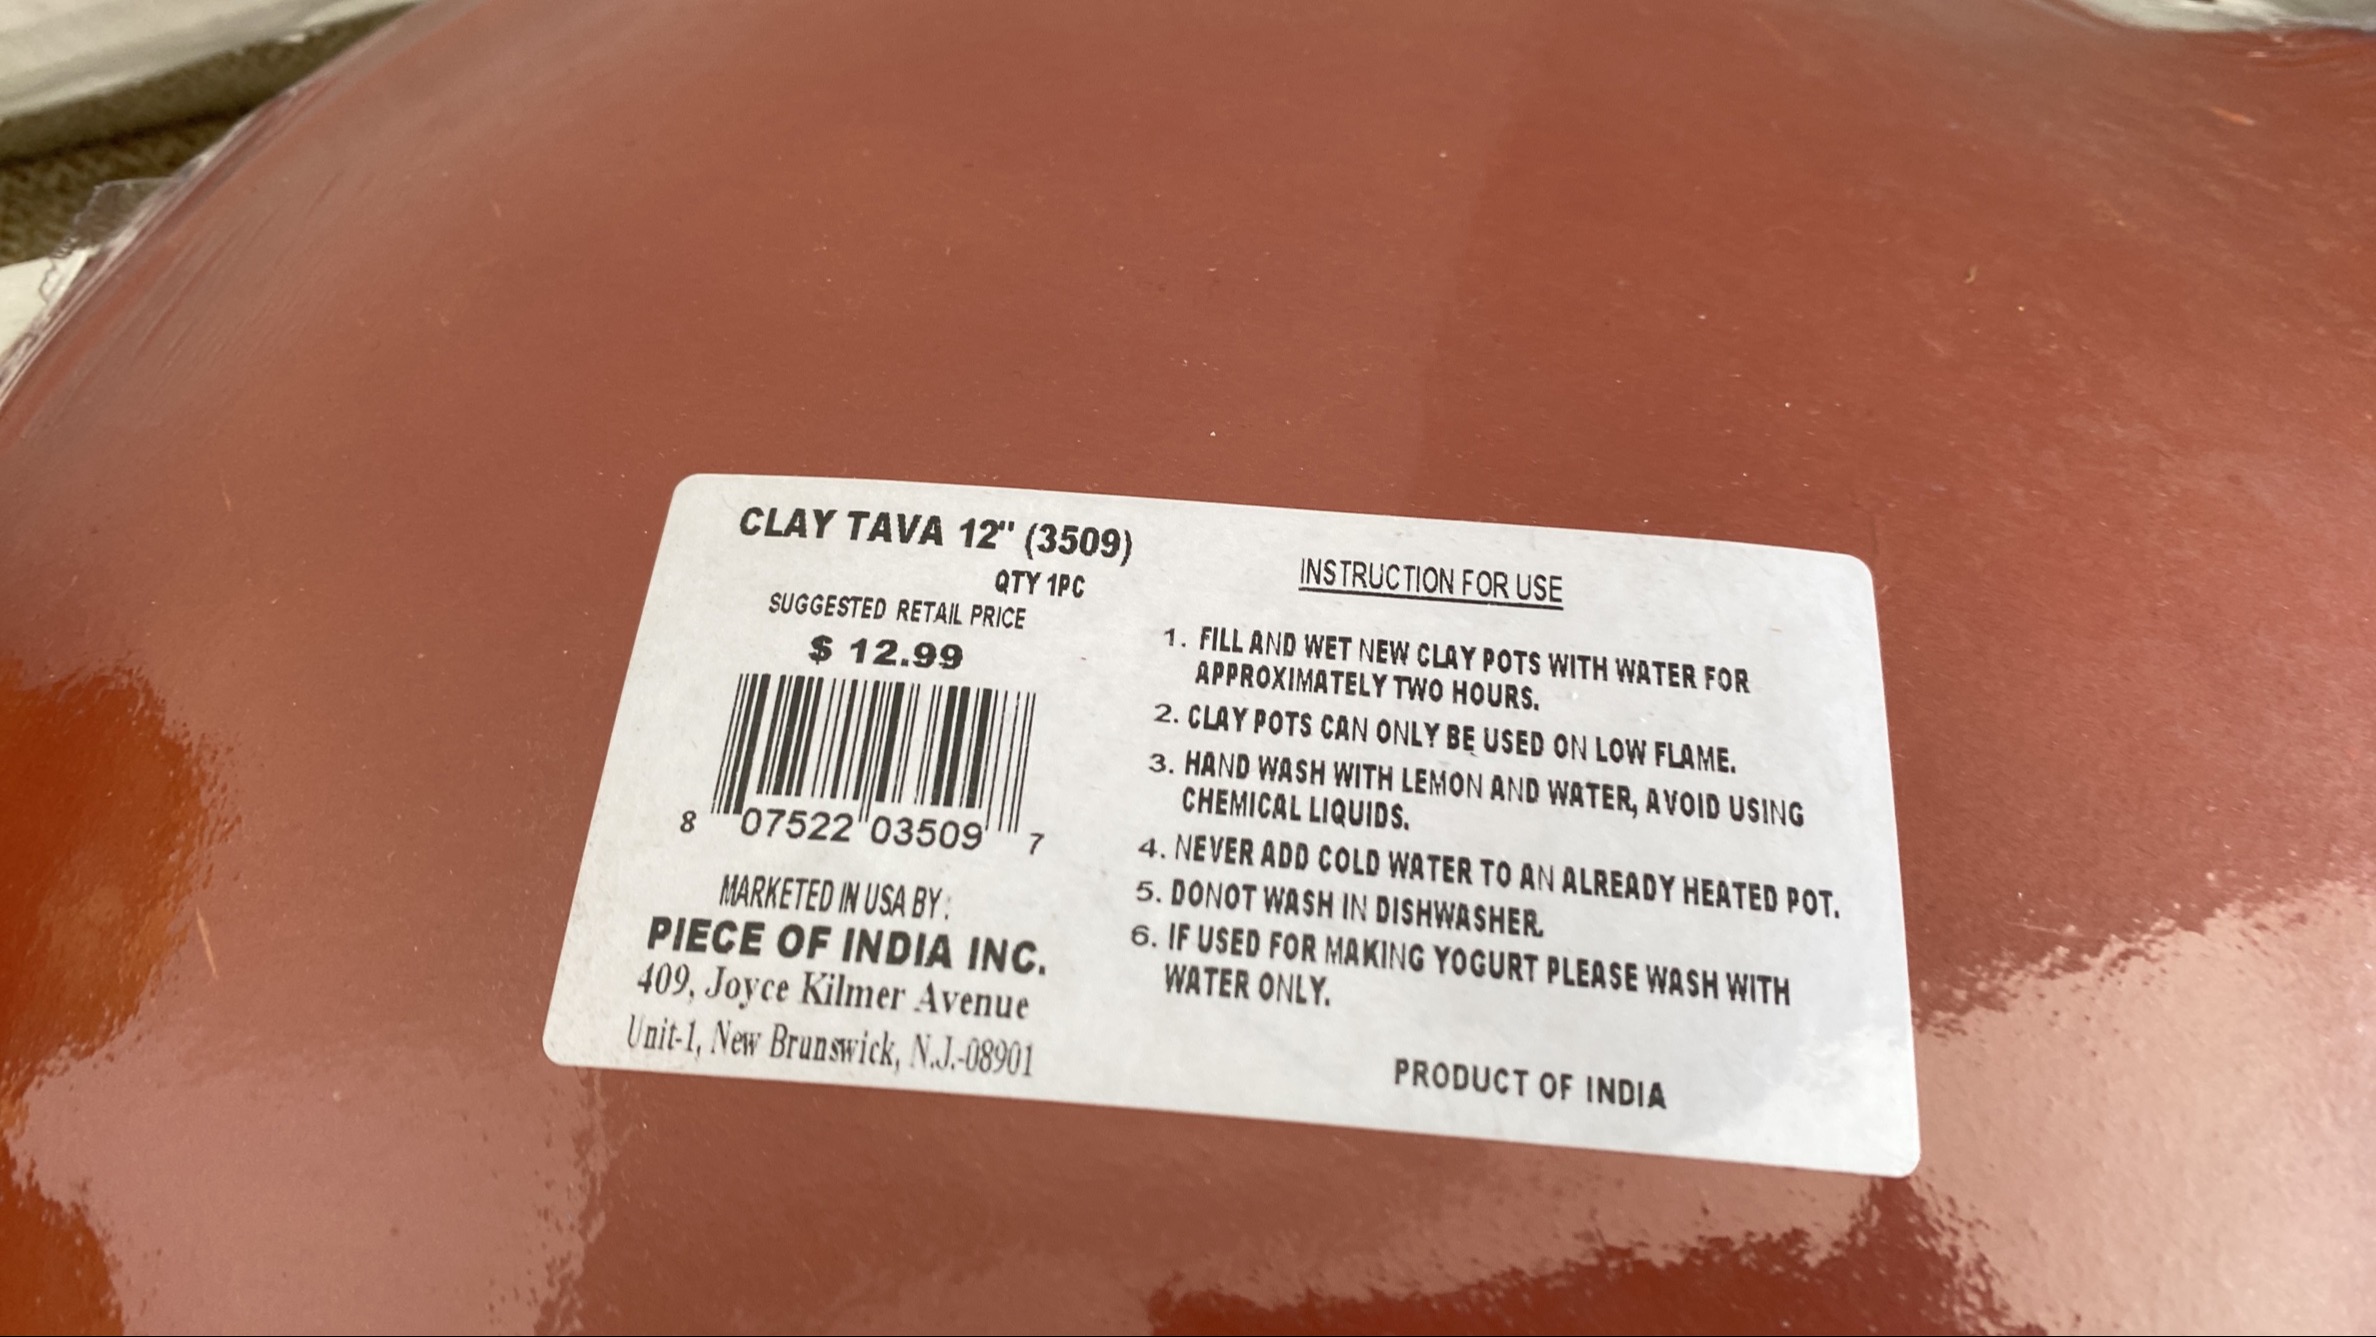 CLAY TAVA 12" (3509)
QTY 1PC
SUGGESTED RETAIL PRICE
$ 12.99
8 07522 03509 7
MARKETED IN USA BY:
PIECE OF INDIA INC.
409, Joyce Kilmer Avenue
Unit-1, New Brunswick, N.J.-08901
INSTRUCTION FOR USE
1. FILL AND WET NEW CLAY POTS WITH WATER FOR
APPROXIMATELY TWO HOURS.
2. CLAY POTS CAN ONLY BE USED ON LOW FLAME.
3. HAND WASH WITH LEMON AND WATER, AVOID USING
CHEMICAL LIQUIDS.
4. NEVER ADD COLD WATER TO AN ALREADY HEATED POT.
5. DONOT WASH IN DISHWASHER.
6. IF USED FOR MAKING YOGURT PLEASE WASH WITH
WATER ONLY.
PRODUCT OF INDIA